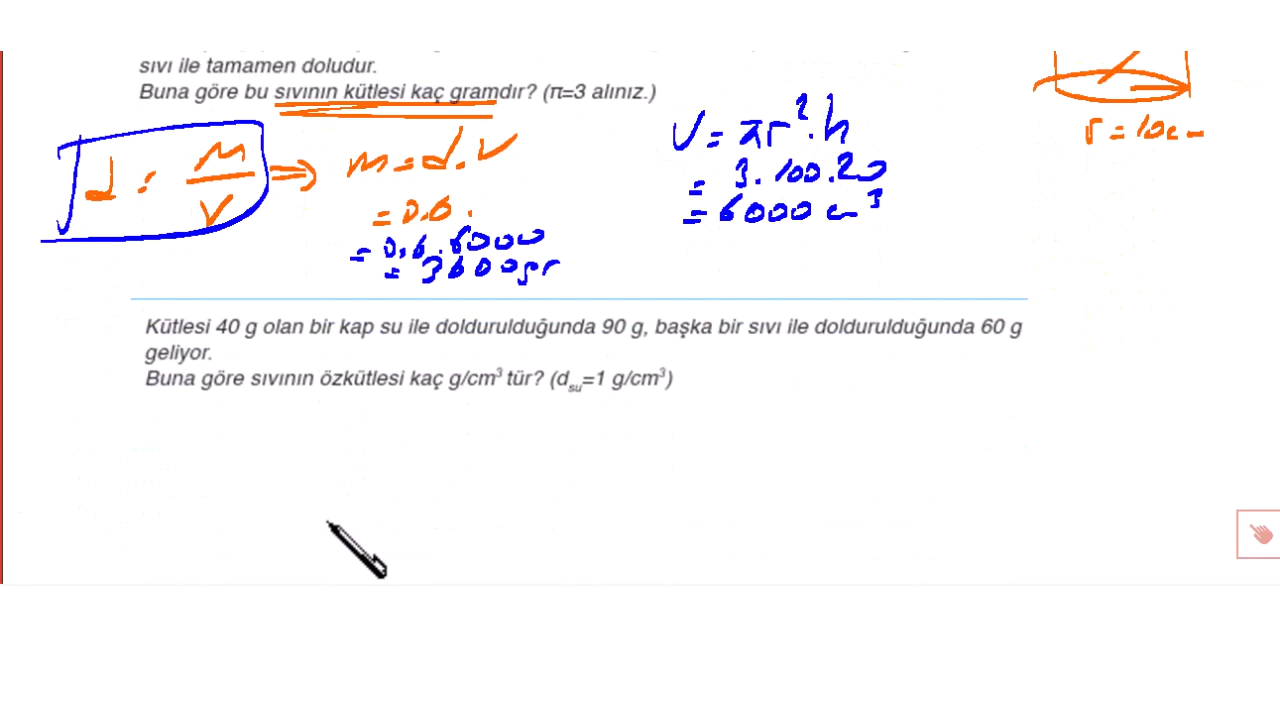 sıvı ile tamamen doludur.
Buna göre bu sıvının kütlesi kaç gramdır? (π=3 alınız.)
d = m/V ⇒ m = d.V
= 0,6.
= 0,6.6000
= 3600gr
V = πr².h
= 3.100.20
= 6000 cm³
r = 10cm
Kütlesi 40 g olan bir kap su ile doldurulduğunda 90 g, başka bir sıvı ile doldurulduğunda 60 g
geliyor.
Buna göre sıvının özkütlesi kaç g/cm³ tür? (dsu=1 g/cm³)